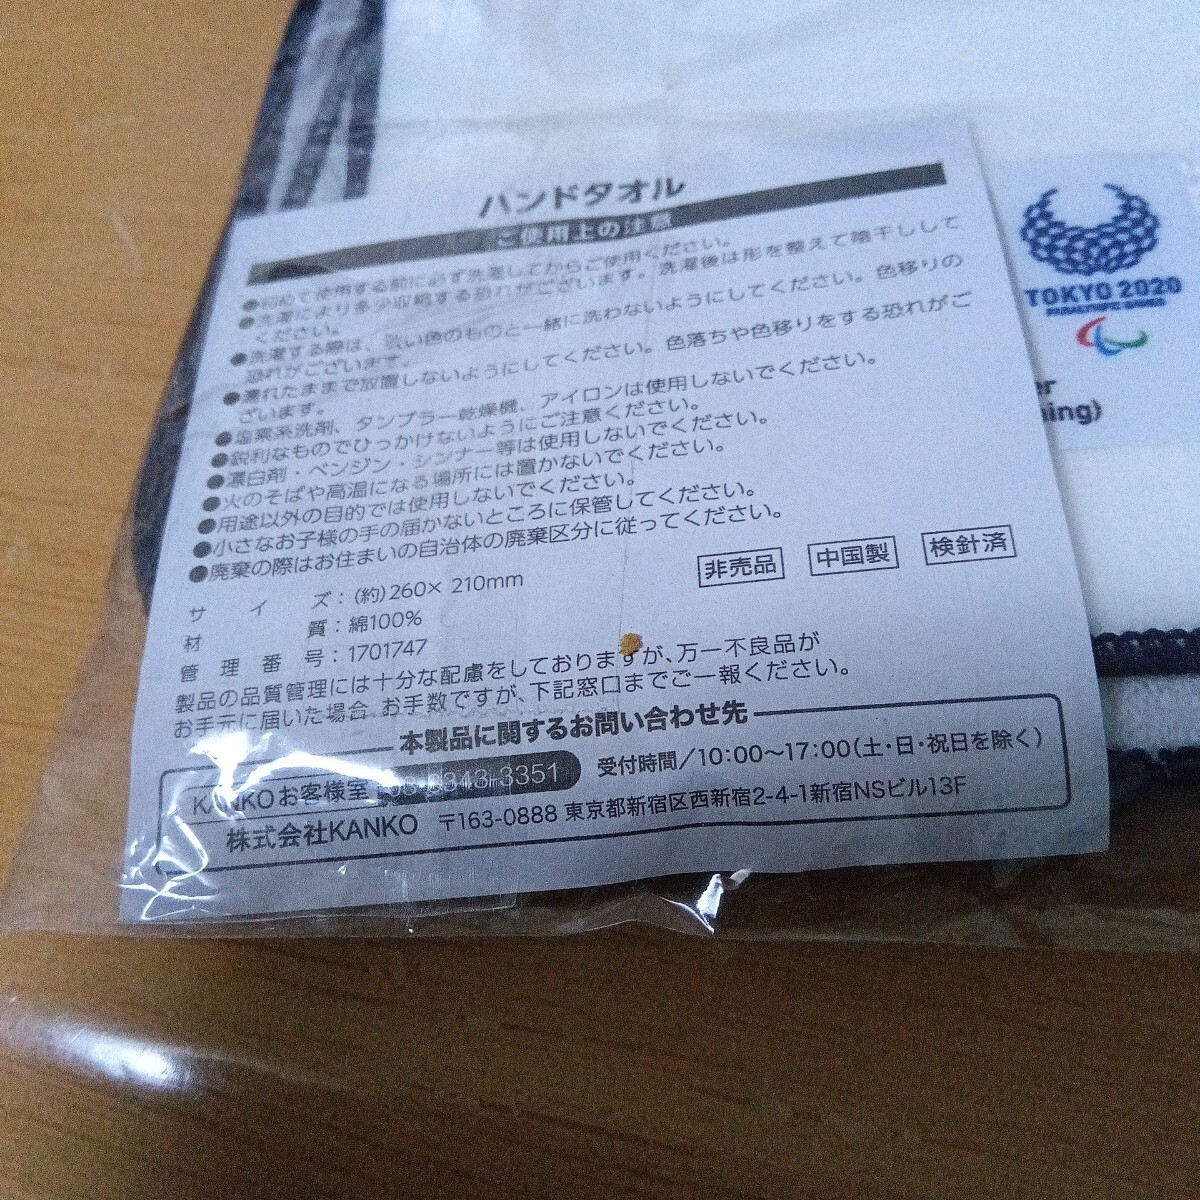 ハンドタオル
ご使用上の注意
●初めて使用する前に必ず洗濯してからご使用ください。
●洗濯により多少収縮する恐れがございます。洗濯後は形を整えて陰干しして
ください。
●洗濯する際は、淡い色のものと一緒に洗わないようにしてください。色移りの
恐れがございます。
●濡れたままで放置しないようにしてください。色落ちや色移りをする恐れがご
ざいます。
●塩素系洗剤、タンブラー乾燥機、アイロンは使用しないでください。
●鋭利なものでひっかけないようにご注意ください。
●漂白剤・ベンジン・シンナー等は使用しないでください。
●火のそばや高温になる場所には置かないでください。
●用途以外の目的では使用しないでください。
●小さなお子様の手の届かないところに保管してください。
●廃棄の際はお住まいの自治体の廃棄区分に従ってください。
非売品 中国製 検針済
サイズ:(約)260×210mm
材質:綿100%
管理番号:1701747
製品の品質管理には十分な配慮をしておりますが、万一不良品が
お手元に届いた場合、お手数ですが、下記窓口までご一報ください。
本製品に関するお問い合わせ先
KANKOお客様室 03-3343-3351 受付時間/10:00〜17:00(土・日・祝日を除く)
株式会社KANKO 〒163-0888 東京都新宿区西新宿2-4-1新宿NSビル13F
TOKYO 2020
PARALYMPIC GAMES
er
ning)